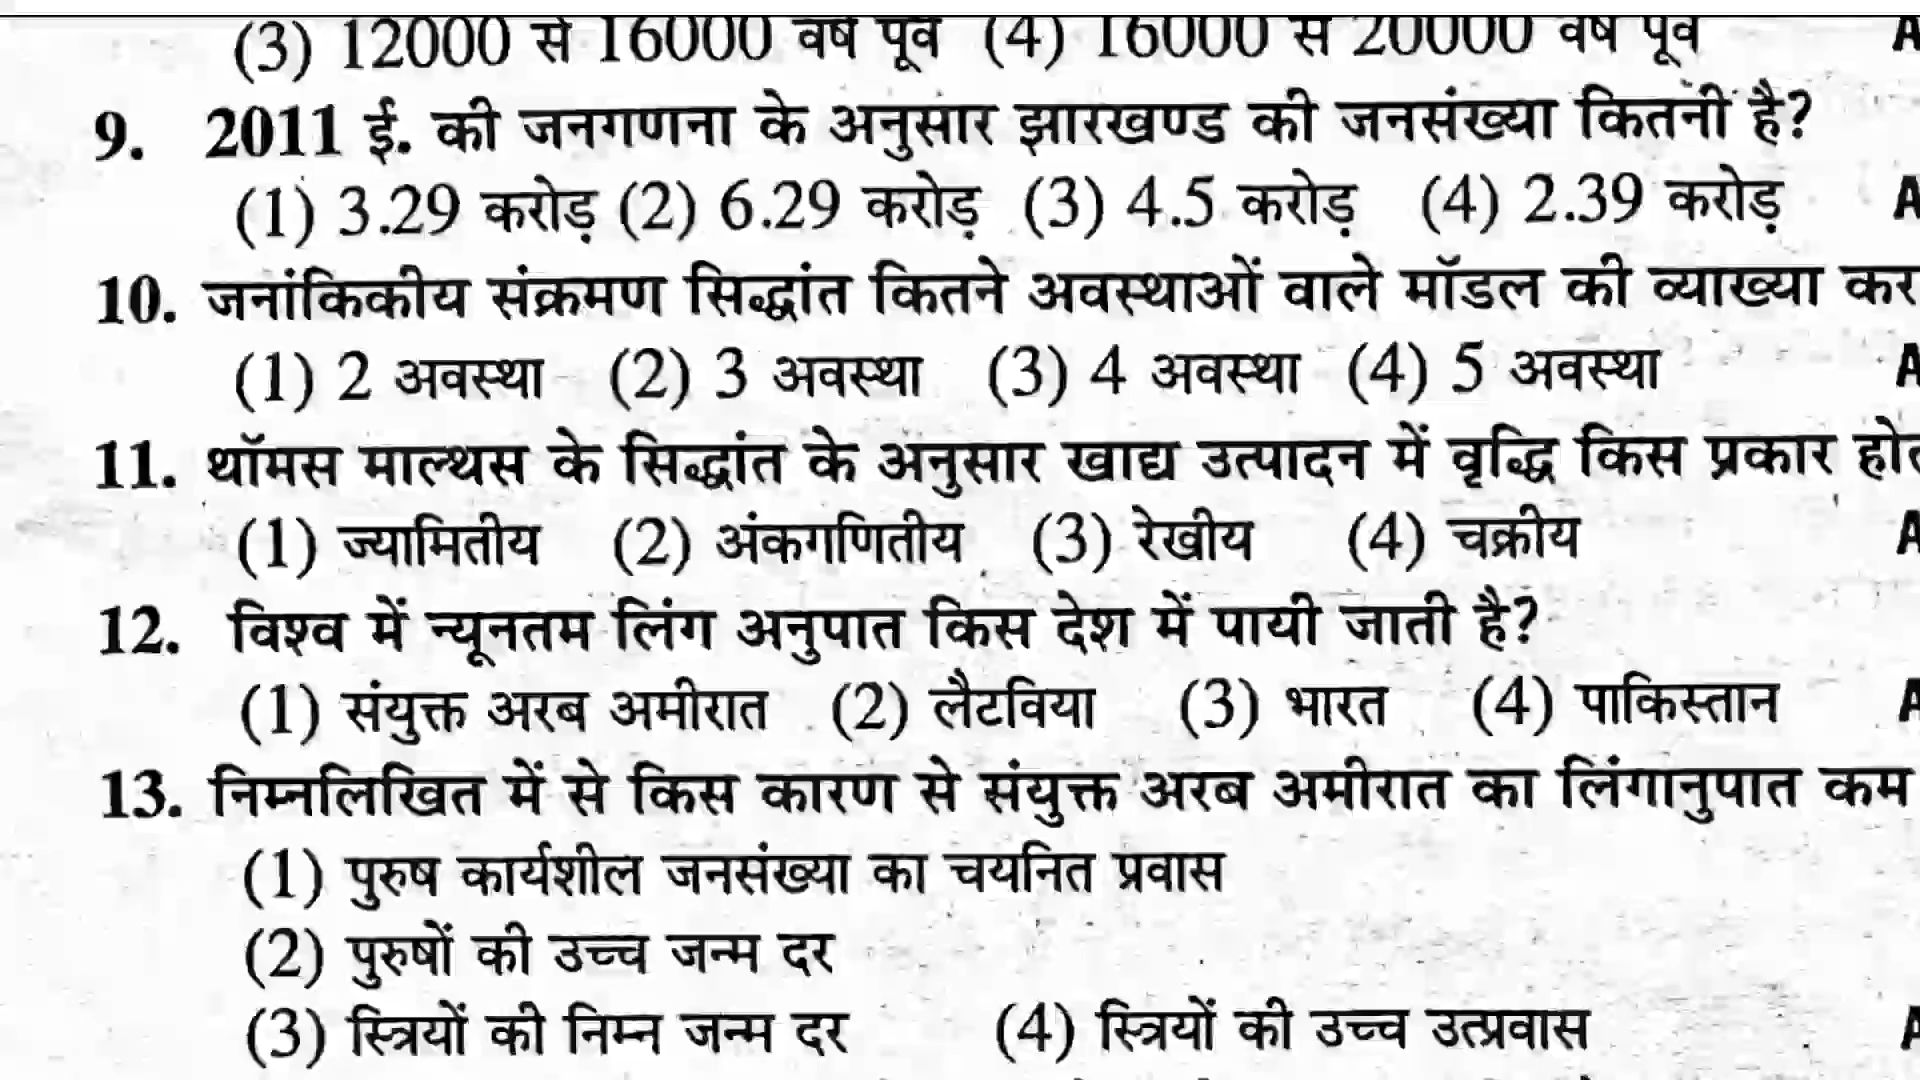 (3) 12000 से 16000 वर्ष पूर्व (4) 16000 से 20000 वर्ष पूर्व A
9. 2011 ई. की जनगणना के अनुसार झारखण्ड की जनसंख्या कितनी है?
(1) 3.29 करोड़ (2) 6.29 करोड़ (3) 4.5 करोड़ (4) 2.39 करोड़ A
10. जनांकिकीय संक्रमण सिद्धांत कितने अवस्थाओं वाले मॉडल की व्याख्या कर
(1) 2 अवस्था (2) 3 अवस्था (3) 4 अवस्था (4) 5 अवस्था A
11. थॉमस माल्थस के सिद्धांत के अनुसार खाद्य उत्पादन में वृद्धि किस प्रकार होत
(1) ज्यामितीय (2) अंकगणितीय (3) रेखीय (4) चक्रीय A
12. विश्व में न्यूनतम लिंग अनुपात किस देश में पायी जाती है?
(1) संयुक्त अरब अमीरात (2) लैटविया (3) भारत (4) पाकिस्तान A
13. निम्नलिखित में से किस कारण से संयुक्त अरब अमीरात का लिंगानुपात कम
(1) पुरुष कार्यशील जनसंख्या का चयनित प्रवास
(2) पुरुषों की उच्च जन्म दर
(3) स्त्रियों की निम्न जन्म दर (4) स्त्रियों की उच्च उत्प्रवास A